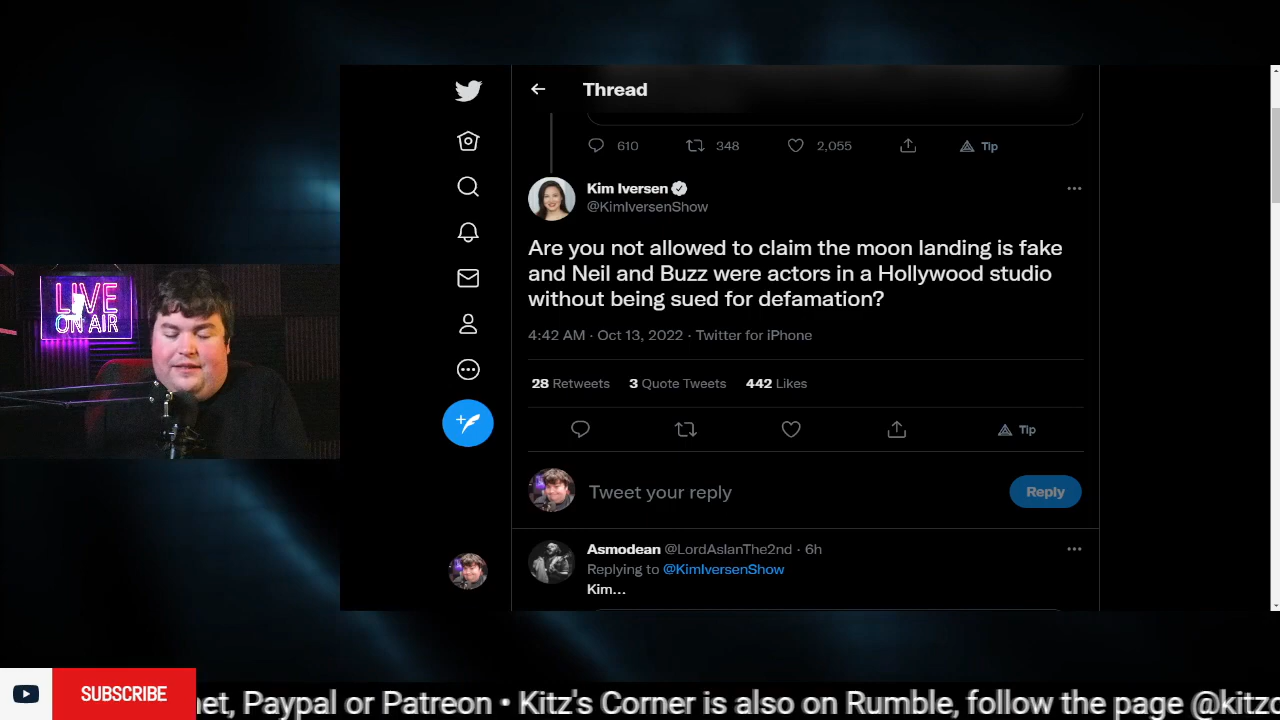 Thread
610
348
2,055
Tip
Kim Iversen
@KimIversenShow
Are you not allowed to claim the moon landing is fake
and Neil and Buzz were actors in a Hollywood studio
without being sued for defamation?
4:42 AM · Oct 13, 2022 · Twitter for iPhone
28 Retweets 3 Quote Tweets 442 Likes
Tip
Tweet your reply
Reply
Asmodean @LordAslanThe2nd · 6h
Replying to @KimIversenShow
Kim...
LIVE
ON AIR
SUBSCRIBE
Paypal or Patreon • Kitz's Corner is also on Rumble, follow the page